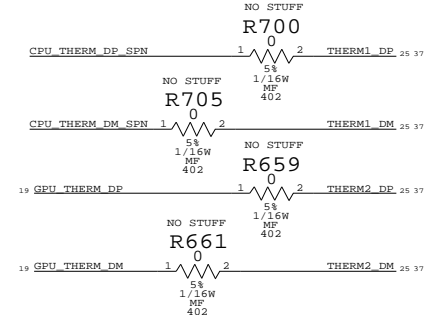 NO STUFF
R700
0
CPU_THERM_DP_SPN 1 2 THERM1_DP 25 37
5%
1/16W
MF
402
NO STUFF
R705
0
CPU_THERM_DM_SPN 1 2 THERM1_DM 25 37
5%
1/16W
MF
402
NO STUFF
R659
0
19 GPU_THERM_DP 1 2 THERM2_DP 25 37
5%
1/16W
MF
402
NO STUFF
R661
0
19 GPU_THERM_DM 1 2 THERM2_DM 25 37
5%
1/16W
MF
402